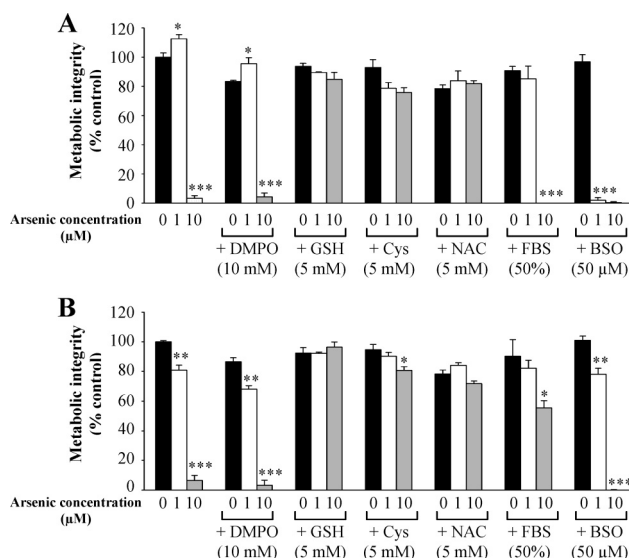 A
Metabolic integrity
(% control)
120
100
80
60
40
20
0
*
***
*
***
***
***
Arsenic concentration
(µM)
0 1 10 0 1 10 0 1 10 0 1 10 0 1 10 0 1 10 0 1 10
+ DMPO + GSH + Cys + NAC + FBS + BSO
(10 mM) (5 mM) (5 mM) (5 mM) (50%) (50 µM)
B
Metabolic integrity
(% control)
120
100
80
60
40
20
0
**
***
**
***
*
*
**
***
Arsenic concentration
(µM)
0 1 10 0 1 10 0 1 10 0 1 10 0 1 10 0 1 10 0 1 10
+ DMPO + GSH + Cys + NAC + FBS + BSO
(10 mM) (5 mM) (5 mM) (5 mM) (50%) (50 µM)